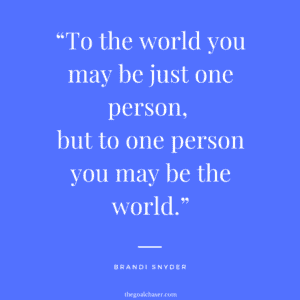 “To the world you
may be just one
person,
but to one person
you may be the
world.”
BRANDI SNYDER
thegoalchaser.com